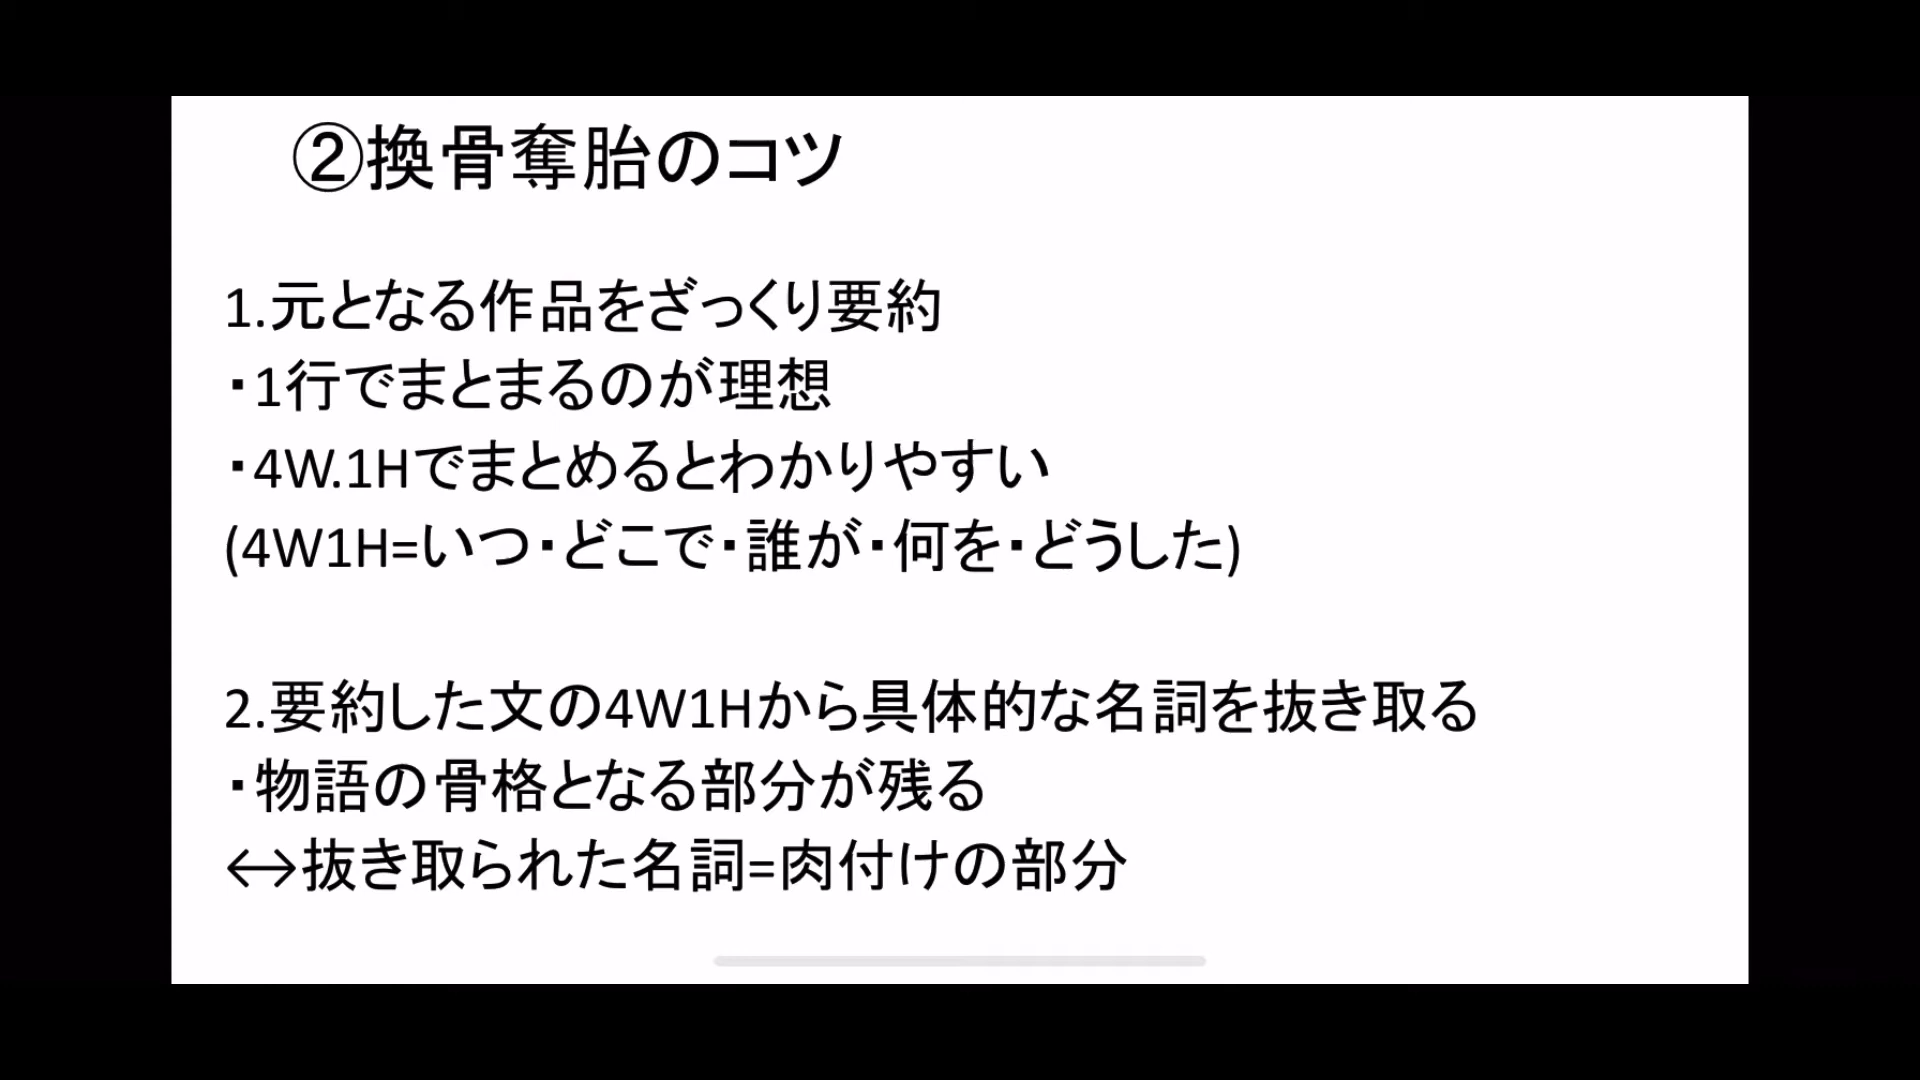 ②換骨奪胎のコツ
1.元となる作品をざっくり要約
・1行でまとまるのが理想
・4W.1Hでまとめるとわかりやすい
(4W1H=いつ・どこで・誰が・何を・どうした)
2.要約した文の4W1Hから具体的な名詞を抜き取る
・物語の骨格となる部分が残る
↔抜き取られた名詞=肉付けの部分